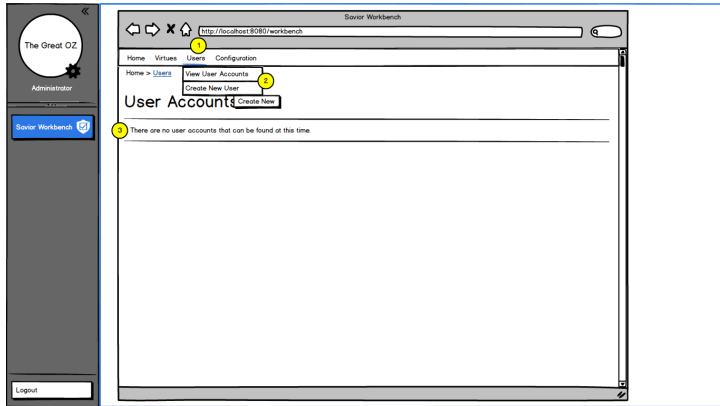 «
The Great OZ
Administrator
Savior Workbench
Logout
Savior Workbench
http://localhost:8080/workbench
1
Home Virtues Users Configuration
Home > Users
View User Accounts
2
Create New User
User Accounts
Create New
3
There are no user accounts that can be found at this time.